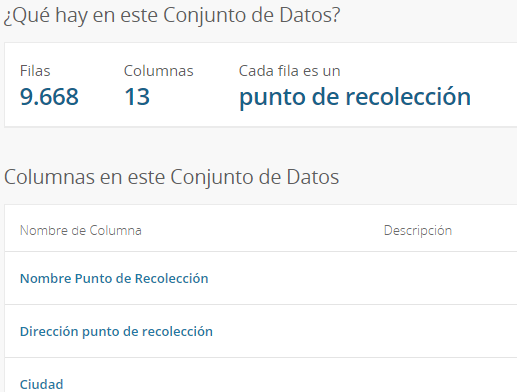 ¿Qué hay en este Conjunto de Datos?
Filas Columnas Cada fila es un
9.668 13 punto de recolección
Columnas en este Conjunto de Datos
Nombre de Columna Descripción
Nombre Punto de Recolección
Dirección punto de recolección
Ciudad